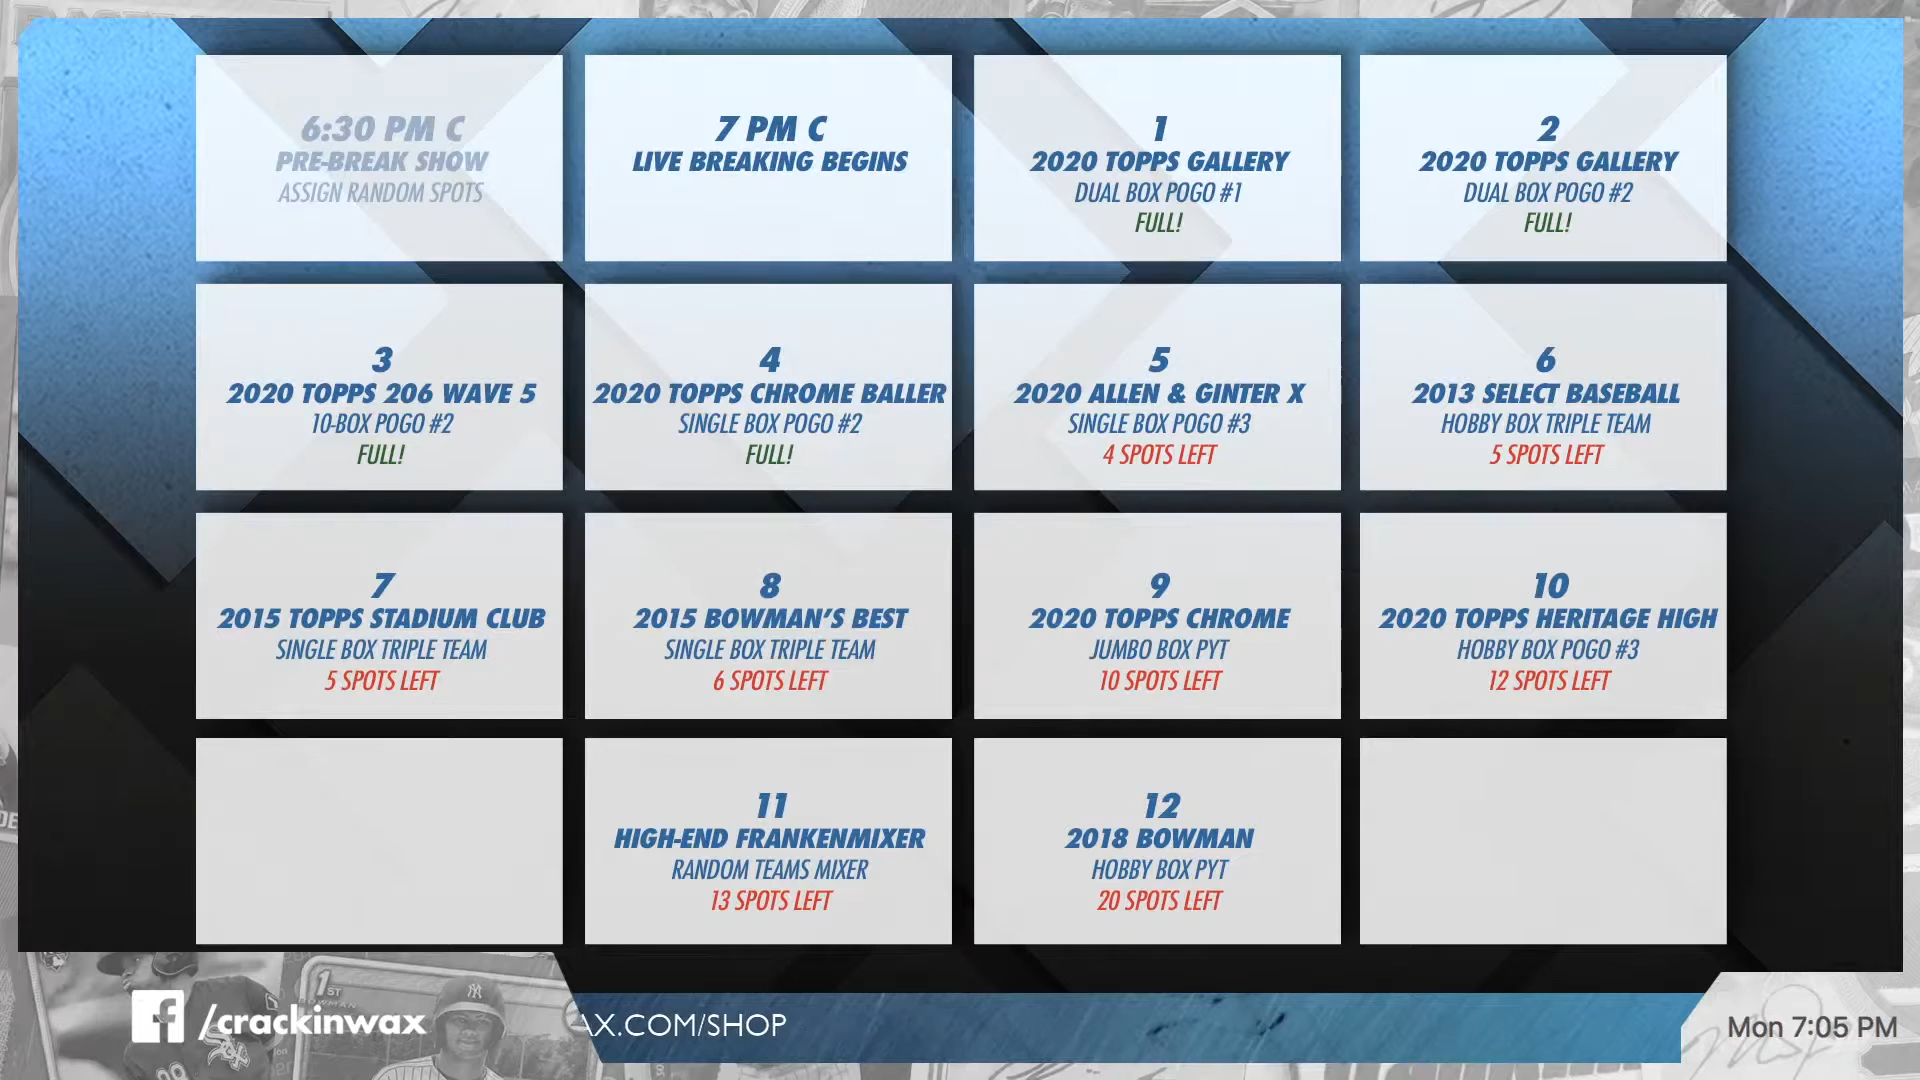 6:30 PM C
PRE-BREAK SHOW
ASSIGN RANDOM SPOTS
7 PM C
LIVE BREAKING BEGINS
1
2020 TOPPS GALLERY
DUAL BOX POGO #1
FULL!
2
2020 TOPPS GALLERY
DUAL BOX POGO #2
FULL!
3
2020 TOPPS 206 WAVE 5
10-BOX POGO #2
FULL!
4
2020 TOPPS CHROME BALLER
SINGLE BOX POGO #2
FULL!
5
2020 ALLEN & GINTER X
SINGLE BOX POGO #3
4 SPOTS LEFT
6
2013 SELECT BASEBALL
HOBBY BOX TRIPLE TEAM
5 SPOTS LEFT
7
2015 TOPPS STADIUM CLUB
SINGLE BOX TRIPLE TEAM
5 SPOTS LEFT
8
2015 BOWMAN'S BEST
SINGLE BOX TRIPLE TEAM
6 SPOTS LEFT
9
2020 TOPPS CHROME
JUMBO BOX PYT
10 SPOTS LEFT
10
2020 TOPPS HERITAGE HIGH
HOBBY BOX POGO #3
12 SPOTS LEFT
11
HIGH-END FRANKENMIXER
RANDOM TEAMS MIXER
13 SPOTS LEFT
12
2018 BOWMAN
HOBBY BOX PYT
20 SPOTS LEFT
1ST
BOWMAN
/crackinwax
AX.COM/SHOP
Mon 7:05 PM